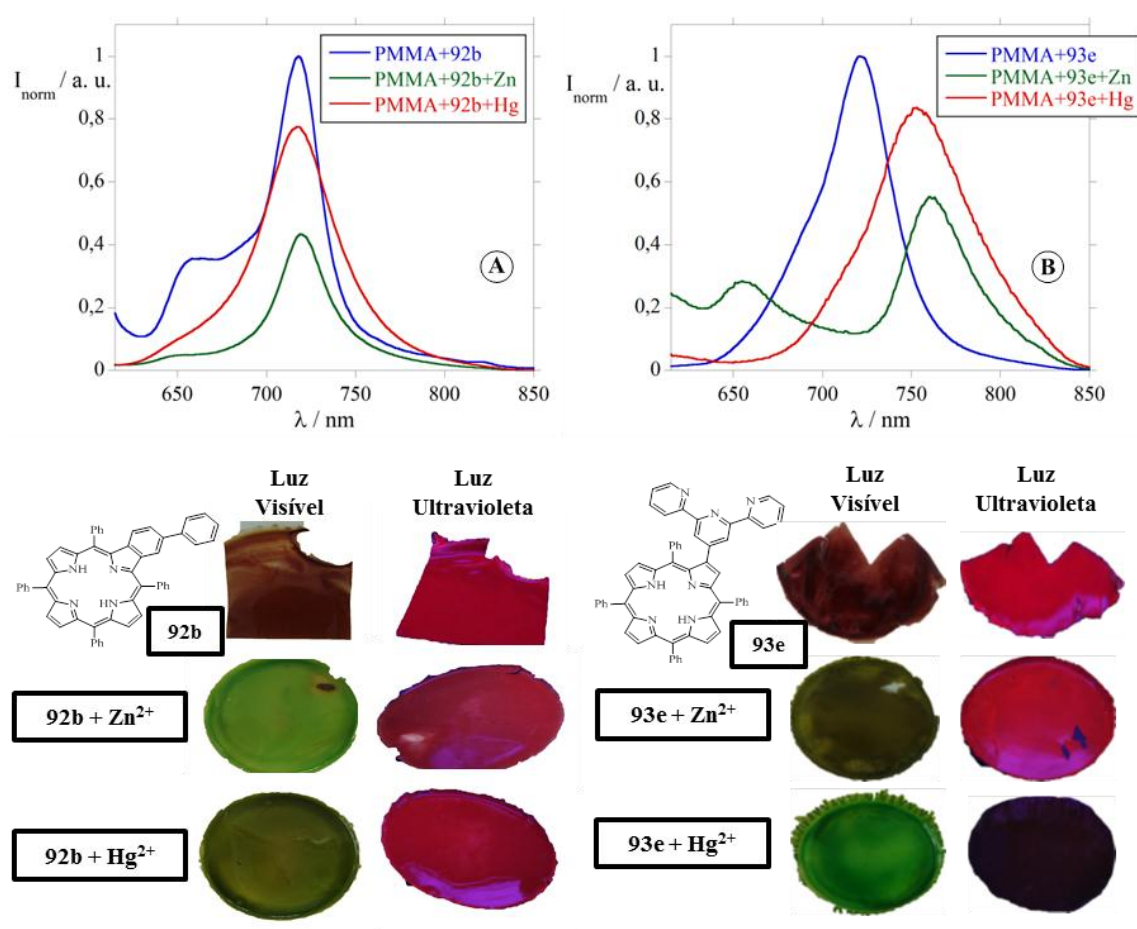 PMMA+92b
PMMA+92b+Zn
PMMA+92b+Hg
I norm / a. u.
1
0,8
0,6
0,4
0,2
0
650
700
750
800
850
λ / nm
A
PMMA+93e
PMMA+93e+Zn
PMMA+93e+Hg
I norm / a. u.
1
0,8
0,6
0,4
0,2
0
650
700
750
800
850
λ / nm
B
Luz
Visível
Luz
Ultravioleta
Ph
NH
N
Ph
Ph
N
HN
Ph
92b
92b + Zn²⁺
92b + Hg²⁺
Luz
Visível
Luz
Ultravioleta
N
N
N
Ph
NH
N
Ph
Ph
N
HN
Ph
93e
93e + Zn²⁺
93e + Hg²⁺